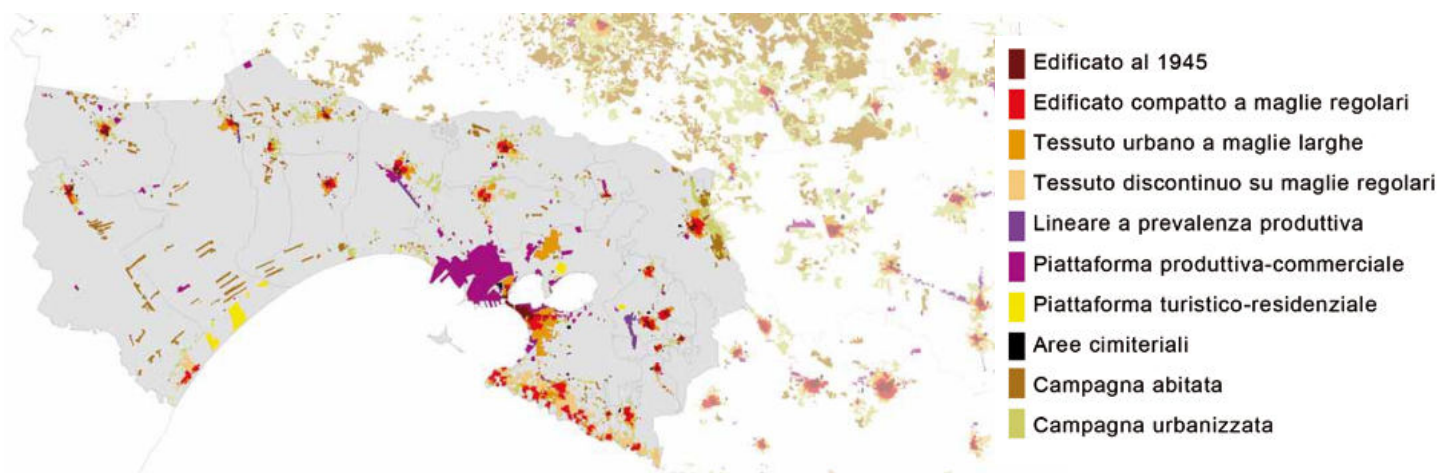 Edificato al 1945
Edificato compatto a maglie regolari
Tessuto urbano a maglie larghe
Tessuto discontinuo su maglie regolari
Lineare a prevalenza produttiva
Piattaforma produttiva-commerciale
Piattaforma turistico-residenziale
Aree cimiteriali
Campagna abitata
Campagna urbanizzata